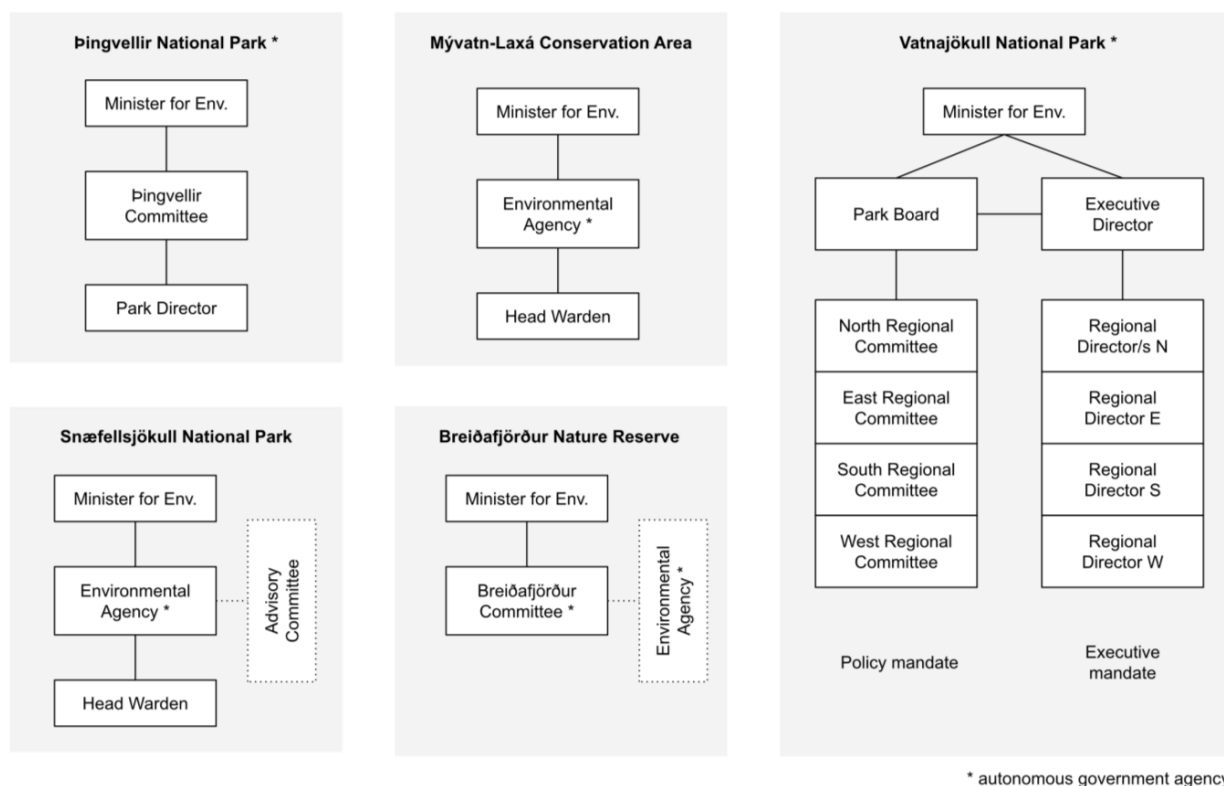 Þingvellir National Park *
Minister for Env.
Þingvellir
Committee
Park Director
Mývatn-Laxá Conservation Area
Minister for Env.
Environmental
Agency *
Head Warden
Vatnajökull National Park *
Minister for Env.
Park Board
Executive
Director
North Regional
Committee
East Regional
Committee
South Regional
Committee
West Regional
Committee
Policy mandate
Regional
Director/s N
Regional
Director E
Regional
Director S
Regional
Director W
Executive
mandate
Snæfellsjökull National Park
Minister for Env.
Environmental
Agency *
Advisory
Committee
Head Warden
Breiðafjörður Nature Reserve
Minister for Env.
Breiðafjörður
Committee *
Environmental
Agency *
* autonomous government agency